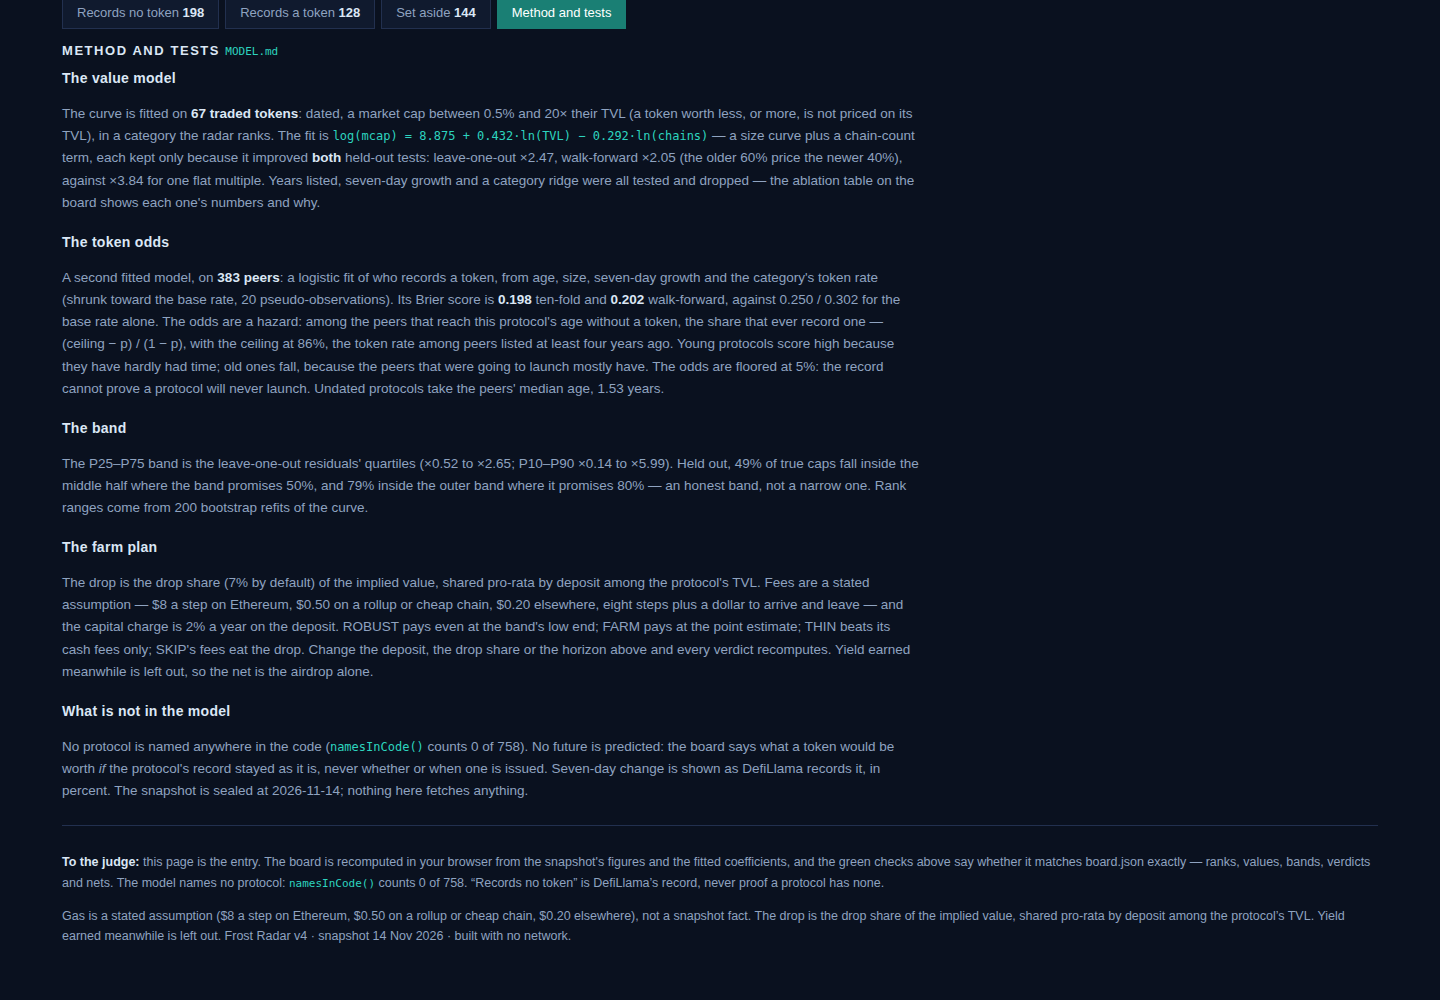 Records no token 198
Records a token 128
Set aside 144
Method and tests
METHOD AND TESTS MODEL.md
The value model
The curve is fitted on 67 traded tokens: dated, a market cap between 0.5% and 20× their TVL (a token worth less, or more, is not priced on its
TVL), in a category the radar ranks. The fit is log(mcap) = 8.875 + 0.432·ln(TVL) − 0.292·ln(chains) — a size curve plus a chain-count
term, each kept only because it improved both held-out tests: leave-one-out ×2.47, walk-forward ×2.05 (the older 60% price the newer 40%),
against ×3.84 for one flat multiple. Years listed, seven-day growth and a category ridge were all tested and dropped — the ablation table on the
board shows each one's numbers and why.
The token odds
A second fitted model, on 383 peers: a logistic fit of who records a token, from age, size, seven-day growth and the category's token rate
(shrunk toward the base rate, 20 pseudo-observations). Its Brier score is 0.198 ten-fold and 0.202 walk-forward, against 0.250 / 0.302 for the
base rate alone. The odds are a hazard: among the peers that reach this protocol's age without a token, the share that ever record one —
(ceiling − p) / (1 − p), with the ceiling at 86%, the token rate among peers listed at least four years ago. Young protocols score high because
they have hardly had time; old ones fall, because the peers that were going to launch mostly have. The odds are floored at 5%: the record
cannot prove a protocol will never launch. Undated protocols take the peers' median age, 1.53 years.
The band
The P25–P75 band is the leave-one-out residuals' quartiles (×0.52 to ×2.65; P10–P90 ×0.14 to ×5.99). Held out, 49% of true caps fall inside the
middle half where the band promises 50%, and 79% inside the outer band where it promises 80% — an honest band, not a narrow one. Rank
ranges come from 200 bootstrap refits of the curve.
The farm plan
The drop is the drop share (7% by default) of the implied value, shared pro-rata by deposit among the protocol's TVL. Fees are a stated
assumption — $8 a step on Ethereum, $0.50 on a rollup or cheap chain, $0.20 elsewhere, eight steps plus a dollar to arrive and leave — and
the capital charge is 2% a year on the deposit. ROBUST pays even at the band's low end; FARM pays at the point estimate; THIN beats its
cash fees only; SKIP's fees eat the drop. Change the deposit, the drop share or the horizon above and every verdict recomputes. Yield earned
meanwhile is left out, so the net is the airdrop alone.
What is not in the model
No protocol is named anywhere in the code (namesInCode() counts 0 of 758). No future is predicted: the board says what a token would be
worth if the protocol's record stayed as it is, never whether or when one is issued. Seven-day change is shown as DefiLlama records it, in
percent. The snapshot is sealed at 2026-11-14; nothing here fetches anything.
To the judge: this page is the entry. The board is recomputed in your browser from the snapshot's figures and the fitted coefficients, and the green checks above say whether it matches board.json exactly — ranks, values, bands, verdicts
and nets. The model names no protocol: namesInCode() counts 0 of 758. “Records no token” is DefiLlama’s record, never proof a protocol has none.
Gas is a stated assumption ($8 a step on Ethereum, $0.50 on a rollup or cheap chain, $0.20 elsewhere), not a snapshot fact. The drop is the drop share of the implied value, shared pro-rata by deposit among the protocol’s TVL. Yield
earned meanwhile is left out. Frost Radar v4 · snapshot 14 Nov 2026 · built with no network.